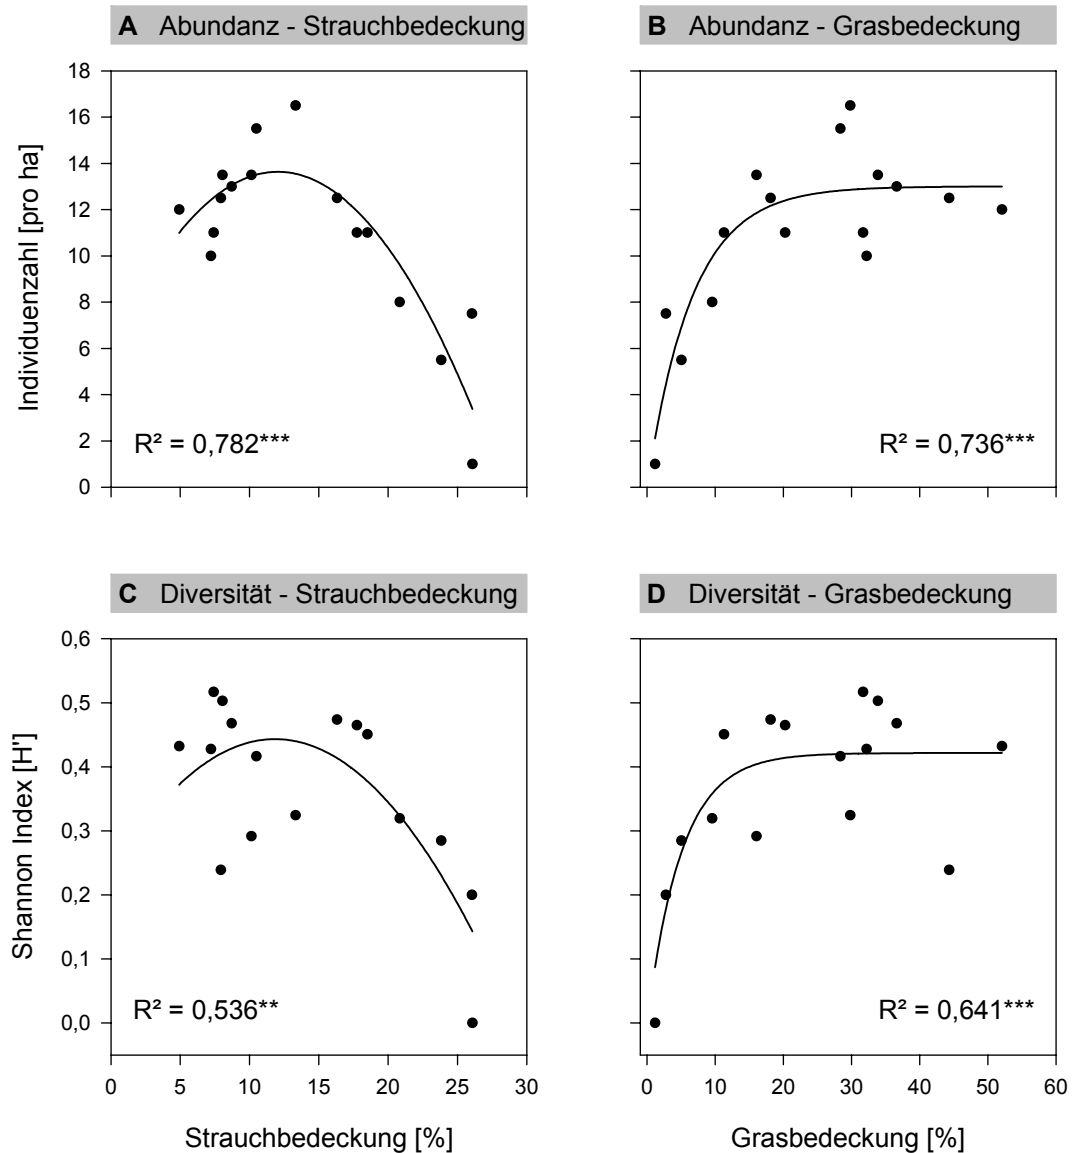 A Abundanz - Strauchbedeckung
B Abundanz - Grasbedeckung
18
16
14
12
10
8
6
4
2
0
Individuenzahl [pro ha]
R² = 0,782***
R² = 0,736***
C Diversität - Strauchbedeckung
D Diversität - Grasbedeckung
0,6
0,5
0,4
0,3
0,2
0,1
0,0
Shannon Index [H']
R² = 0,536**
R² = 0,641***
0 5 10 15 20 25 30
0 10 20 30 40 50 60
Strauchbedeckung [%]
Grasbedeckung [%]